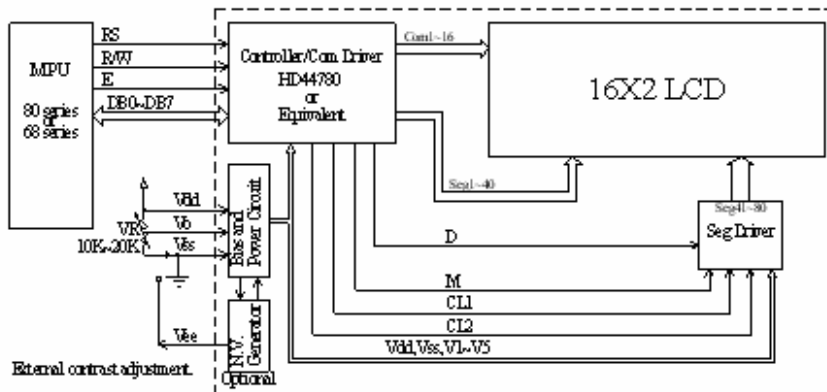 RS
R/W
E
DB0~DB7
MPU
80 series
or
68 series
Controller/Com Driver
HD44780
or
Equivalent
Com1~16
16X2 LCD
Seg1~40
Seg41~80
Seg Driver
Vdd
Vo
Vss
VR
10K~20K
Bias and
Power Circuit
D
M
CL1
CL2
Vdd,Vss,V1~V5
Vee
N.V.
Generator
Optional
External contrast adjustment.